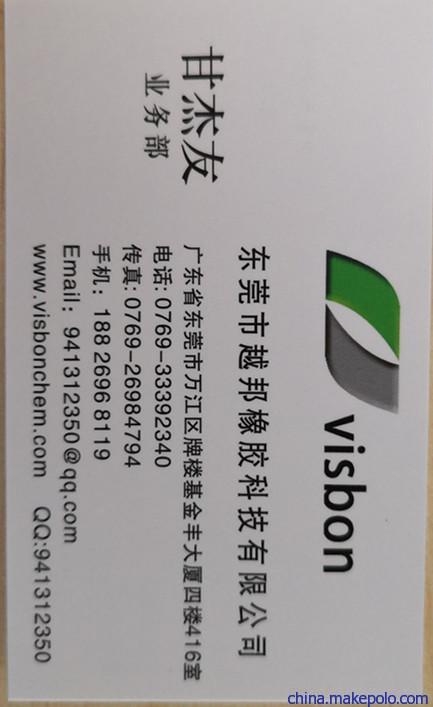 visbon
东莞市越邦橡胶科技有限公司
甘杰友
业务部
广东省东莞市万江区牌楼基金丰大厦四楼416室
电话: 0769-33392340
传真: 0769-26984794
手机: 188 2696 8119
Email: 941312350@qq.com
www.visbonchem.com QQ:941312350
china.makepolo.com